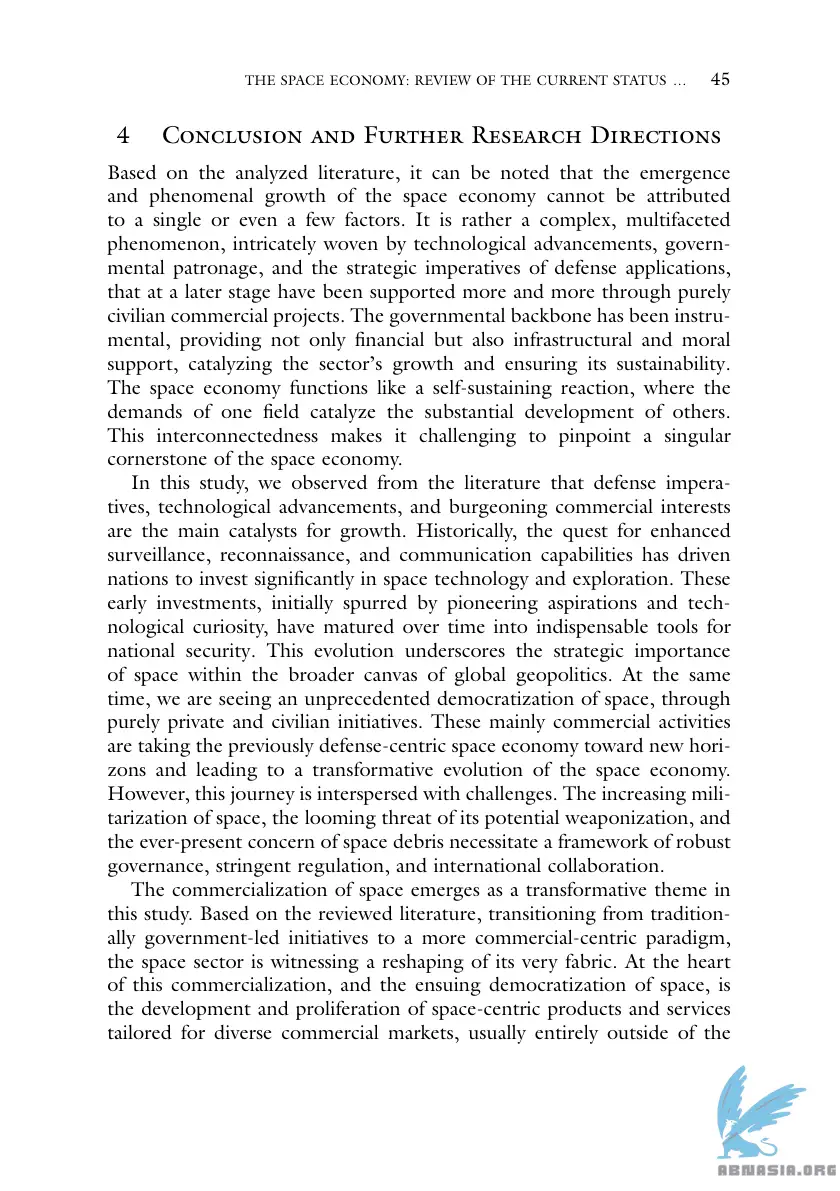 THE SPACE ECONOMY: REVIEW OF THE CURRENT STATUS … 45
4 Conclusion and Further Research Directions
Based on the analyzed literature, it can be noted that the emergence
and phenomenal growth of the space economy cannot be attributed
to a single or even a few factors. It is rather a complex, multifaceted
phenomenon, intricately woven by technological advancements, govern-
mental patronage, and the strategic imperatives of defense applications,
that at a later stage have been supported more and more through purely
civilian commercial projects. The governmental backbone has been instru-
mental, providing not only financial but also infrastructural and moral
support, catalyzing the sector’s growth and ensuring its sustainability.
The space economy functions like a self-sustaining reaction, where the
demands of one field catalyze the substantial development of others.
This interconnectedness makes it challenging to pinpoint a singular
cornerstone of the space economy.
In this study, we observed from the literature that defense impera-
tives, technological advancements, and burgeoning commercial interests
are the main catalysts for growth. Historically, the quest for enhanced
surveillance, reconnaissance, and communication capabilities has driven
nations to invest significantly in space technology and exploration. These
early investments, initially spurred by pioneering aspirations and tech-
nological curiosity, have matured over time into indispensable tools for
national security. This evolution underscores the strategic importance
of space within the broader canvas of global geopolitics. At the same
time, we are seeing an unprecedented democratization of space, through
purely private and civilian initiatives. These mainly commercial activities
are taking the previously defense-centric space economy toward new hori-
zons and leading to a transformative evolution of the space economy.
However, this journey is interspersed with challenges. The increasing mili-
tarization of space, the looming threat of its potential weaponization, and
the ever-present concern of space debris necessitate a framework of robust
governance, stringent regulation, and international collaboration.
The commercialization of space emerges as a transformative theme in
this study. Based on the reviewed literature, transitioning from tradition-
ally government-led initiatives to a more commercial-centric paradigm,
the space sector is witnessing a reshaping of its very fabric. At the heart
of this commercialization, and the ensuing democratization of space, is
the development and proliferation of space-centric products and services
tailored for diverse commercial markets, usually entirely outside of the
ABNASIA.ORG